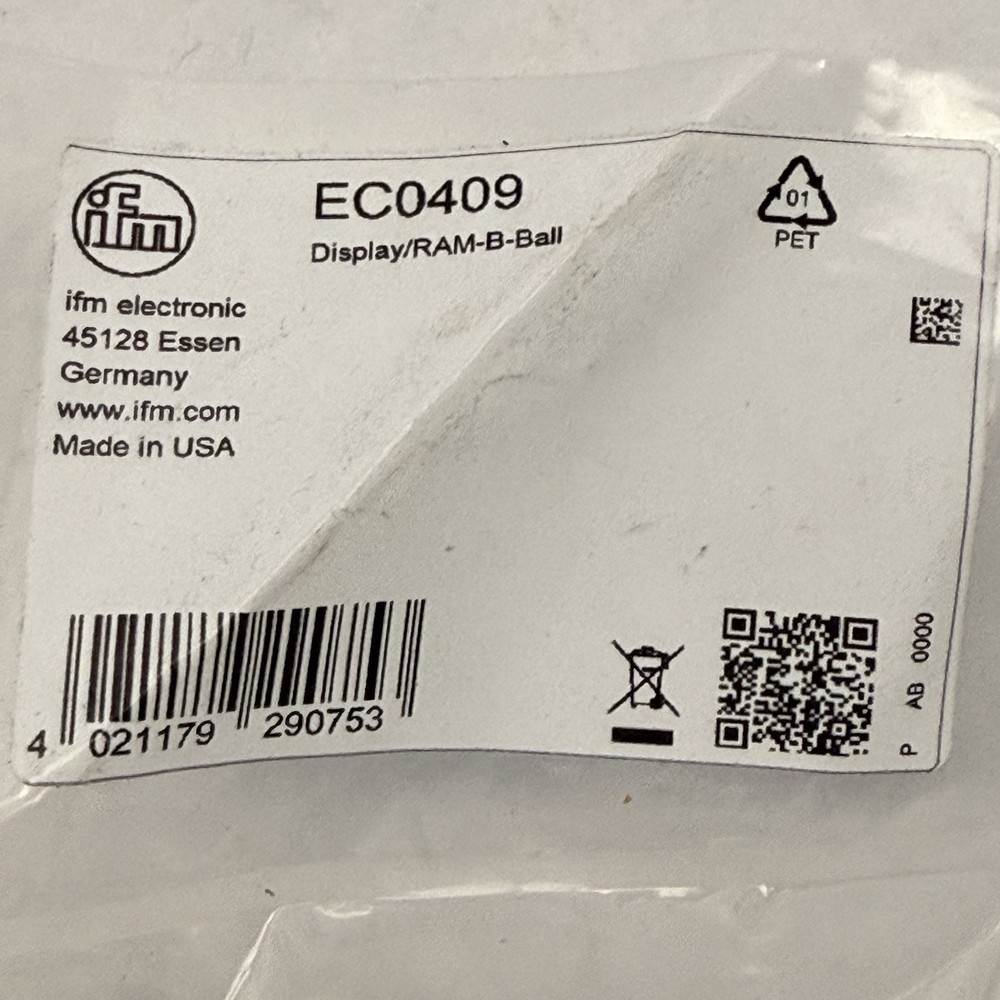 ifm
EC0409
Display/RAM-B-Ball
01
PET
ifm electronic
45128 Essen
Germany
www.ifm.com
Made in USA
4 021179 290753
P AB 0000